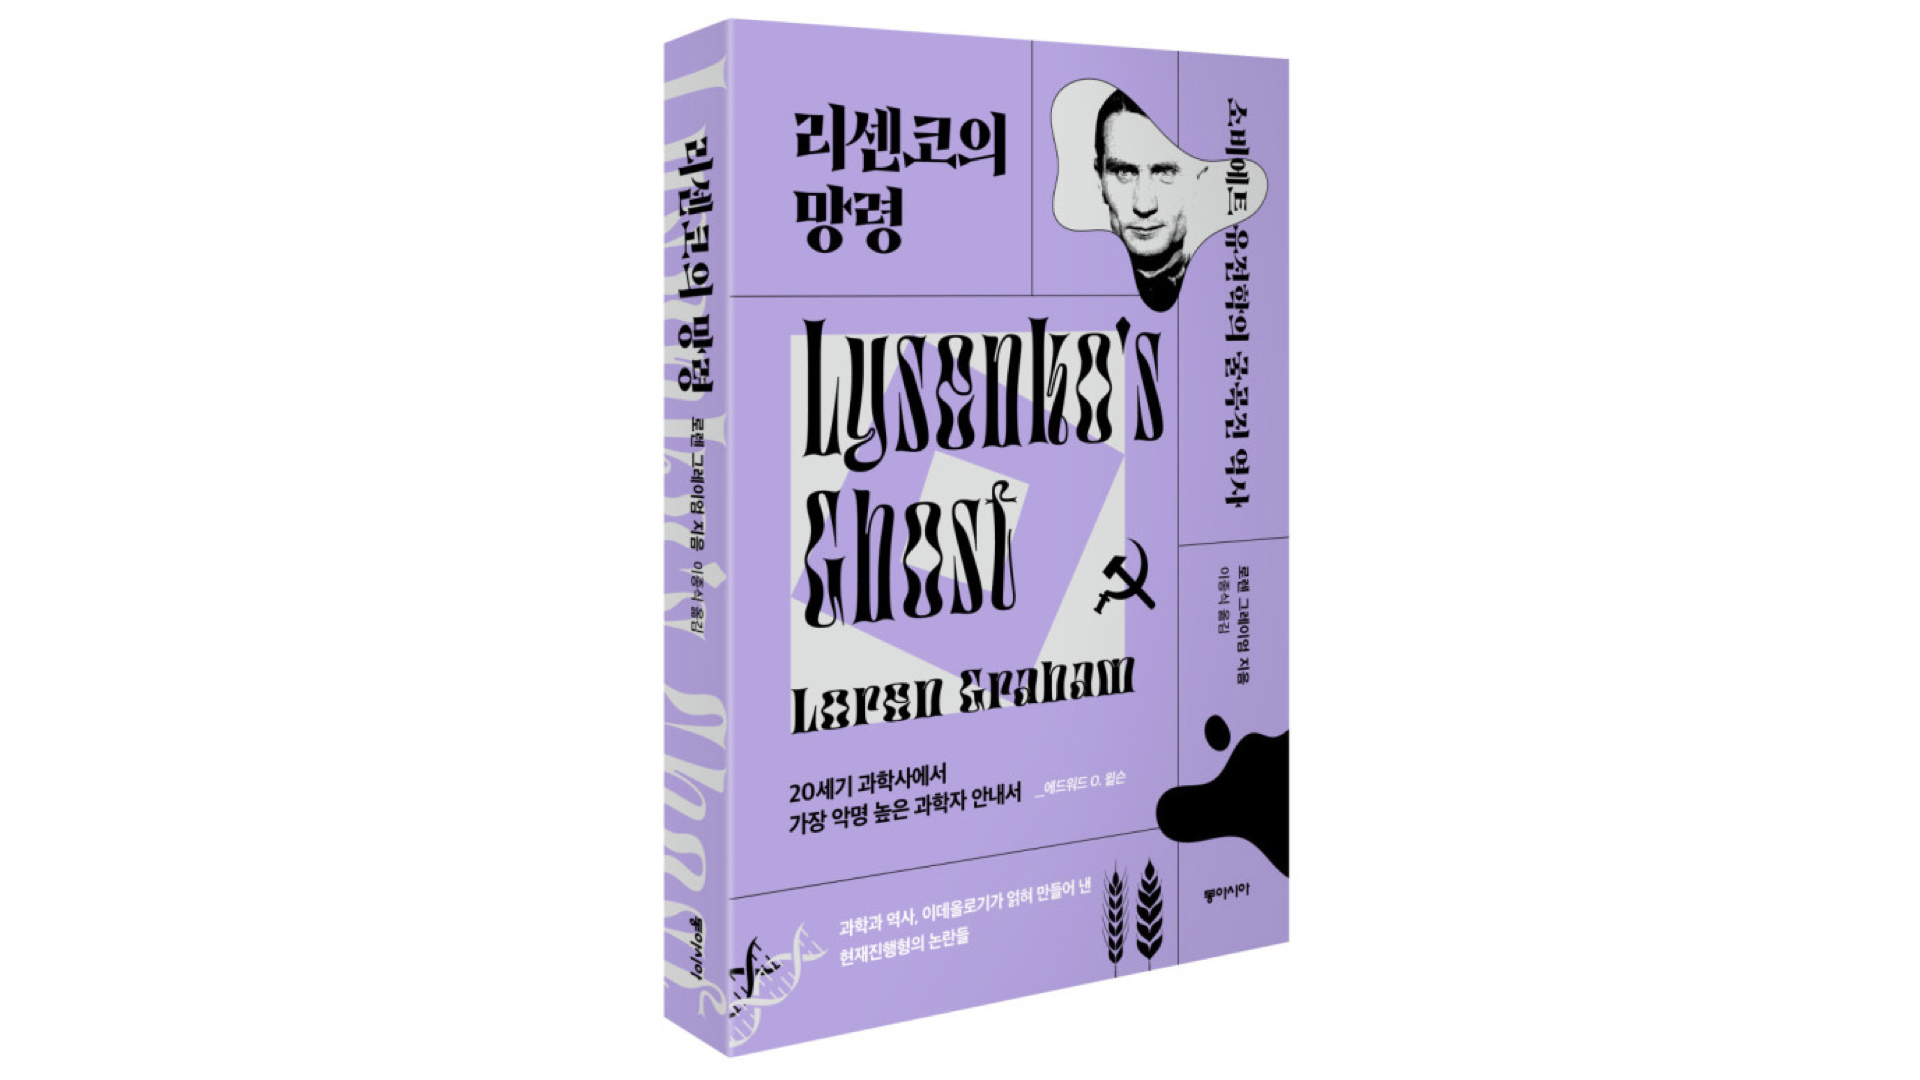 리센코의
망령
소비에트 유전학의 굴곡진 역사
Lysenko's
Ghost
Loren Graham
로렌 그레이엄 지음
이종식 옮김
20세기 과학사에서
가장 악명 높은 과학자 안내서
_에드워드 O. 윌슨
과학과 역사, 이데올로기가 얽혀 만들어 낸
현재진행형의 논란들
동아시아
리센코의 망령
로렌 그레이엄 지음 이종식 옮김
동아시아